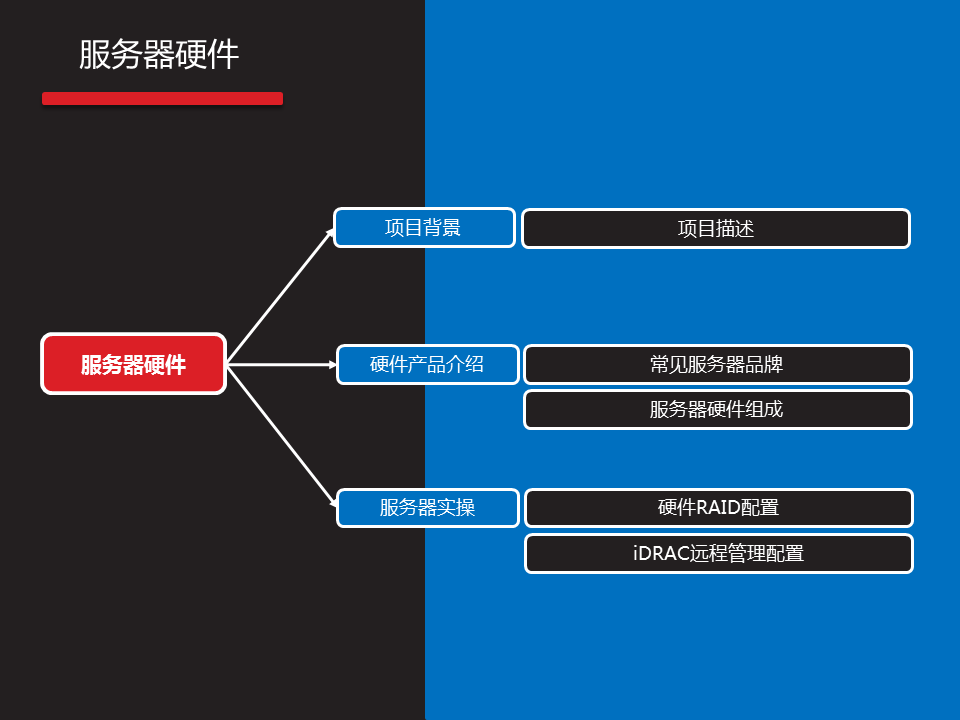 服务器硬件
项目背景
项目描述
服务器硬件
硬件产品介绍
常见服务器品牌
服务器硬件组成
服务器实操
硬件RAID配置
iDRAC远程管理配置